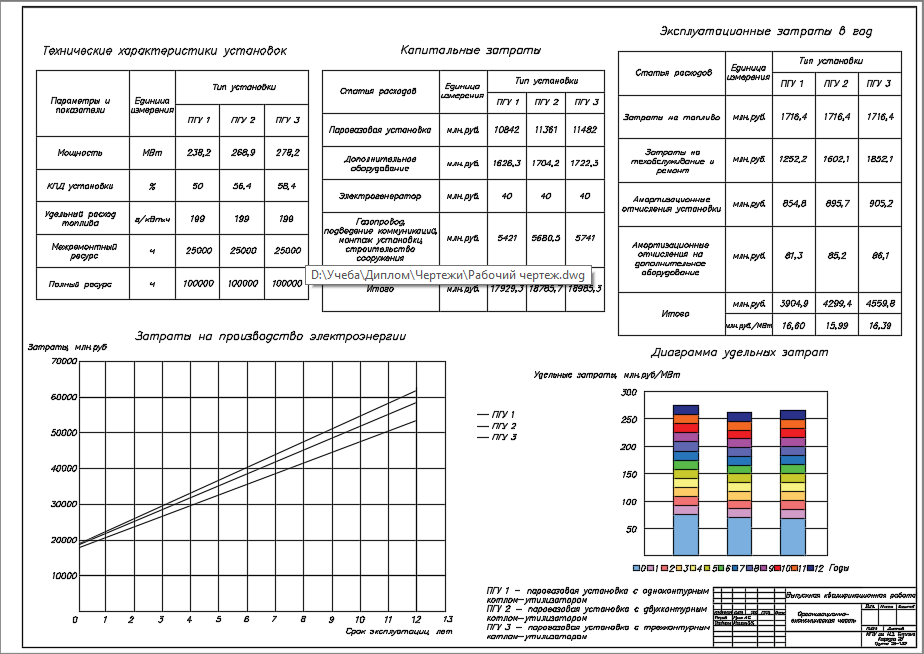 Технические характеристики установок
Параметры и показатели
Единица измерения
Тип установки
ПГУ 1 ПГУ 2 ПГУ 3
Мощность МВт 238,2 268,9 278,2
КПД установки % 50 56,4 58,4
Удельный расход топлива г/кВт·ч 199 199 199
Межремонтный ресурс ч 25000 25000 25000
Полный ресурс ч 100000 100000 100000
Капитальные затраты
Статья расходов
Единица измерения
Тип установки
ПГУ 1 ПГУ 2 ПГУ 3
Паровазовая установка млн.руб. 10842 11361 11482
Дополнительное оборудование млн.руб. 1626,3 1704,2 1722,3
Электрогенератор млн.руб. 40 40 40
Газопровод, подведение коммуникаций, монтаж установки, строительство сооружения млн.руб. 5421 5680,5 5741
Итого млн.руб. 17929,3 18785,7 18985,3
D:\Учеба\Диплом\Чертежи\Рабочий чертеж.dwg
Эксплуатационные затраты в год
Статья расходов
Единица измерения
Тип установки
ПГУ 1 ПГУ 2 ПГУ 3
Затраты на топливо млн.руб. 1716,4 1716,4 1716,4
Затраты на техобслуживание и ремонт млн.руб. 1252,2 1602,1 1852,1
Амортизационные отчисления установки млн.руб. 854,8 895,7 905,2
Амортизационные отчисления на дополнительное оборудование млн.руб. 81,3 85,2 86,1
Итого млн.руб. 3904,9 4299,4 4559,8
млн.руб./МВт 16,60 15,99 16,39
Затраты на производство электроэнергии
Затраты, млн.руб
70000
60000
50000
40000
30000
20000
10000
0 1 2 3 4 5 6 7 8 9 10 11 12 13
Срок эксплуатации, лет
ПГУ 1
ПГУ 2
ПГУ 3
Диаграмма удельных затрат
Удельные затраты, млн.руб/МВт
300
250
200
150
100
50
0 1 2 3 4 5 6 7 8 9 10 11 12 Годы
ПГУ 1 – паровазовая установка с одноконтурным
котлом-утилизатором
ПГУ 2 – паровазовая установка с двухконтурным
котлом-утилизатором
ПГУ 3 – паровазовая установка с трехконтурным
котлом-утилизатором
Выпускная квалификационная работа
Организационно-
экономическая часть